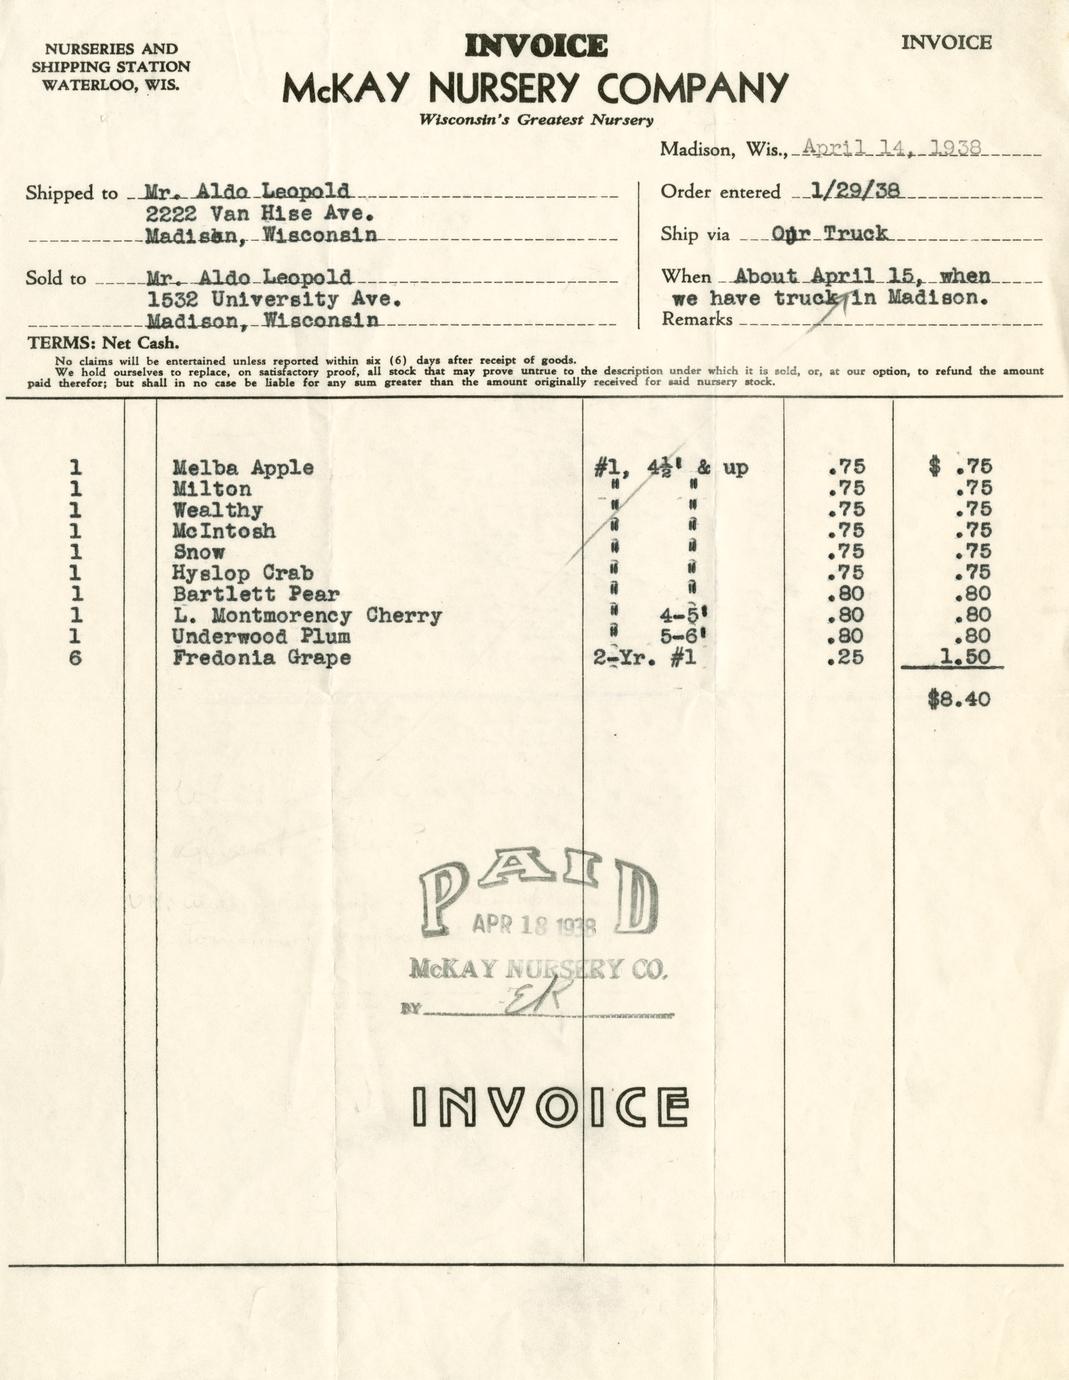 NURSERIES AND
SHIPPING STATION
WATERLOO, WIS.
INVOICE
INVOICE
McKAY NURSERY COMPANY
Wisconsin's Greatest Nursery
Madison, Wis., April 14, 1938
Shipped to Mr. Aldo Leopold
2222 Van Hise Ave.
Madison, Wisconsin
Order entered 1/29/38
Ship via Our Truck
Sold to Mr. Aldo Leopold
1532 University Ave.
Madison, Wisconsin
When About April 15, when
we have truck in Madison.
Remarks
TERMS: Net Cash.
No claims will be entertained unless reported within six (6) days after receipt of goods.
We hold ourselves to replace, on satisfactory proof, all stock that may prove untrue to the description under which it is sold, or, at our option, to refund the amount
paid therefor; but shall in no case be liable for any sum greater than the amount originally received for said nursery stock.
1 Melba Apple #1, 4½' & up .75 $ .75
1 Milton " " .75 .75
1 Wealthy " " .75 .75
1 McIntosh " " .75 .75
1 Snow " " .75 .75
1 Hyslop Crab " " .75 .75
1 Bartlett Pear " " .80 .80
1 L. Montmorency Cherry " 4-5' .80 .80
1 Underwood Plum " 5-6' .80 .80
6 Fredonia Grape 2-Yr. #1 .25 1.50
$8.40
PAID
APR 18 1938
McKAY NURSERY CO.
BY ER
INVOICE